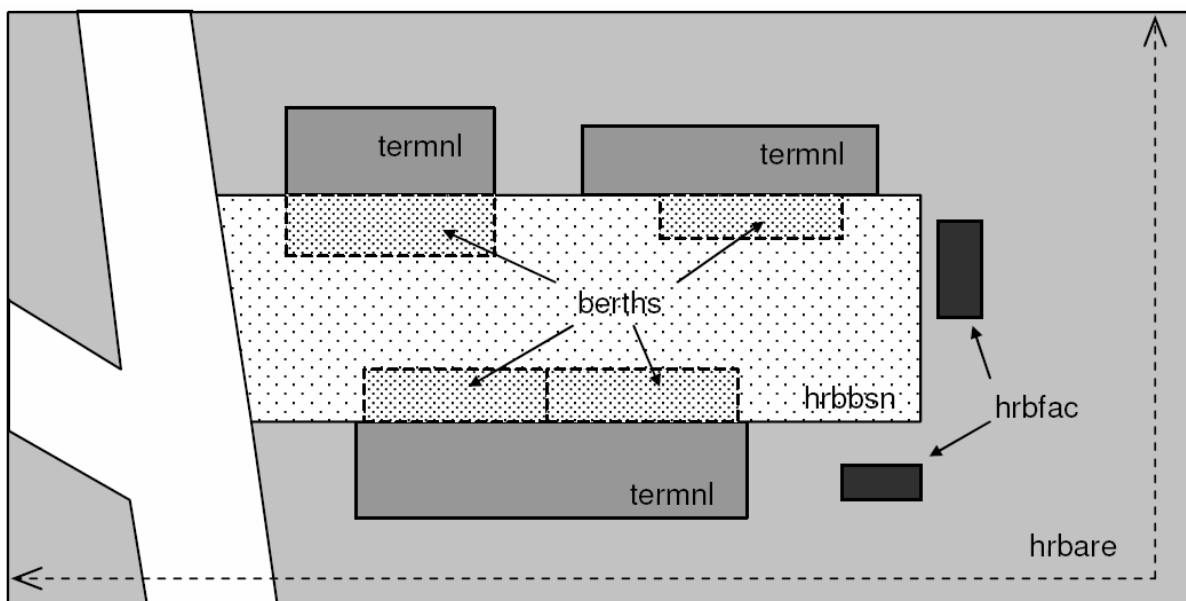 termnl
termnl
berths
hrbbsn
hrbfac
termnl
hrbare